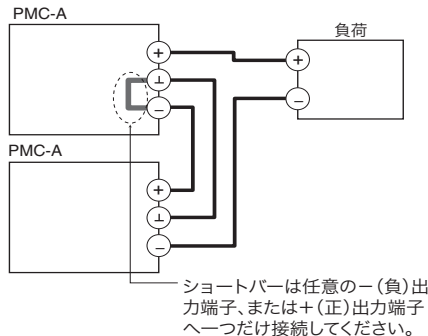 PMC-A
負荷
+
⊥
−
+
−
PMC-A
+
⊥
−
ショートバーは任意の−(負)出
力端子、または+(正)出力端子
へ一つだけ接続してください。